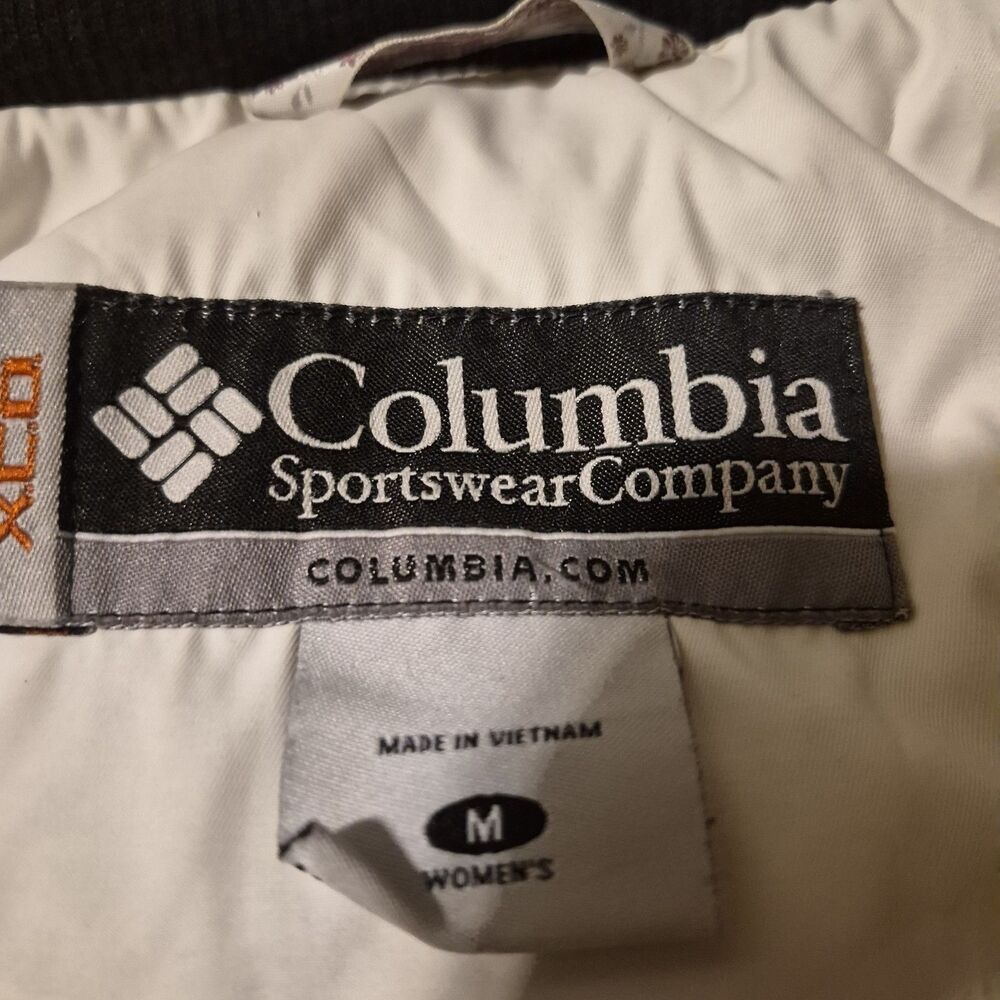 XCO
Columbia
SportswearCompany
COLUMBIA.COM
MADE IN VIETNAM
M
WOMEN'S